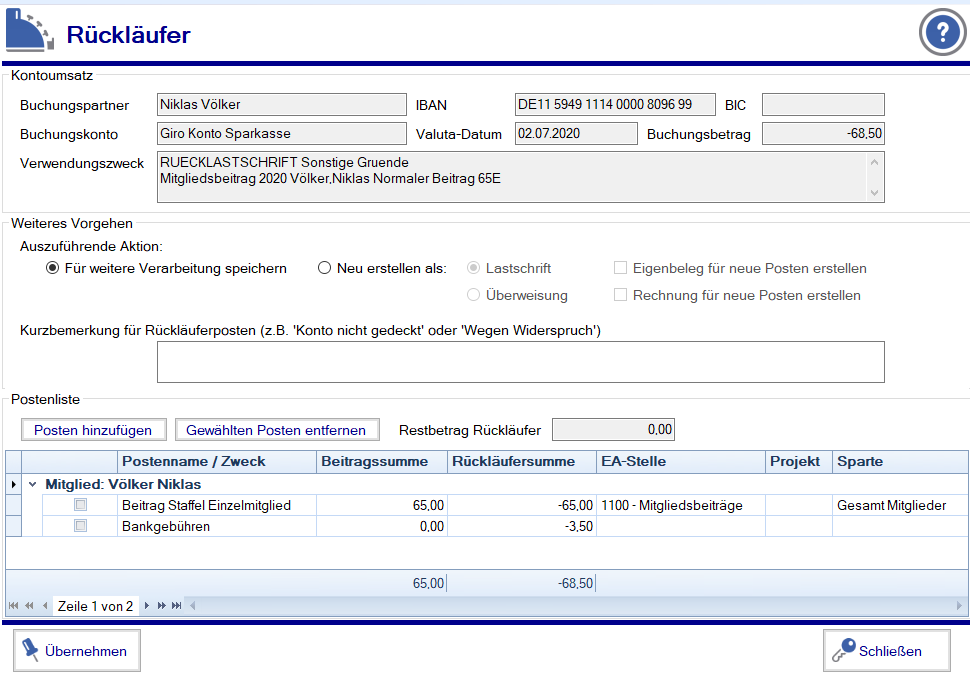 Rückläufer
?
Kontoumsatz
Buchungspartner Niklas Völker IBAN DE11 5949 1114 0000 8096 99 BIC
Buchungskonto Giro Konto Sparkasse Valuta-Datum 02.07.2020 Buchungsbetrag -68,50
Verwendungszweck RUECKLASTSCHRIFT Sonstige Gruende
Mitgliedsbeitrag 2020 Völker,Niklas Normaler Beitrag 65E
Weiteres Vorgehen
Auszuführende Aktion:
Für weitere Verarbeitung speichern Neu erstellen als: Lastschrift Eigenbeleg für neue Posten erstellen
Überweisung Rechnung für neue Posten erstellen
Kurzbemerkung für Rückläuferposten (z.B. 'Konto nicht gedeckt' oder 'Wegen Widerspruch')
Postenliste
Posten hinzufügen Gewählten Posten entfernen Restbetrag Rückläufer 0,00
Postenname / Zweck Beitragssumme Rückläufersumme EA-Stelle Projekt Sparte
Mitglied: Völker Niklas
Beitrag Staffel Einzelmitglied 65,00 -65,00 1100 - Mitgliedsbeiträge Gesamt Mitglieder
Bankgebühren 0,00 -3,50
65,00 -68,50
Zeile 1 von 2
Übernehmen Schließen